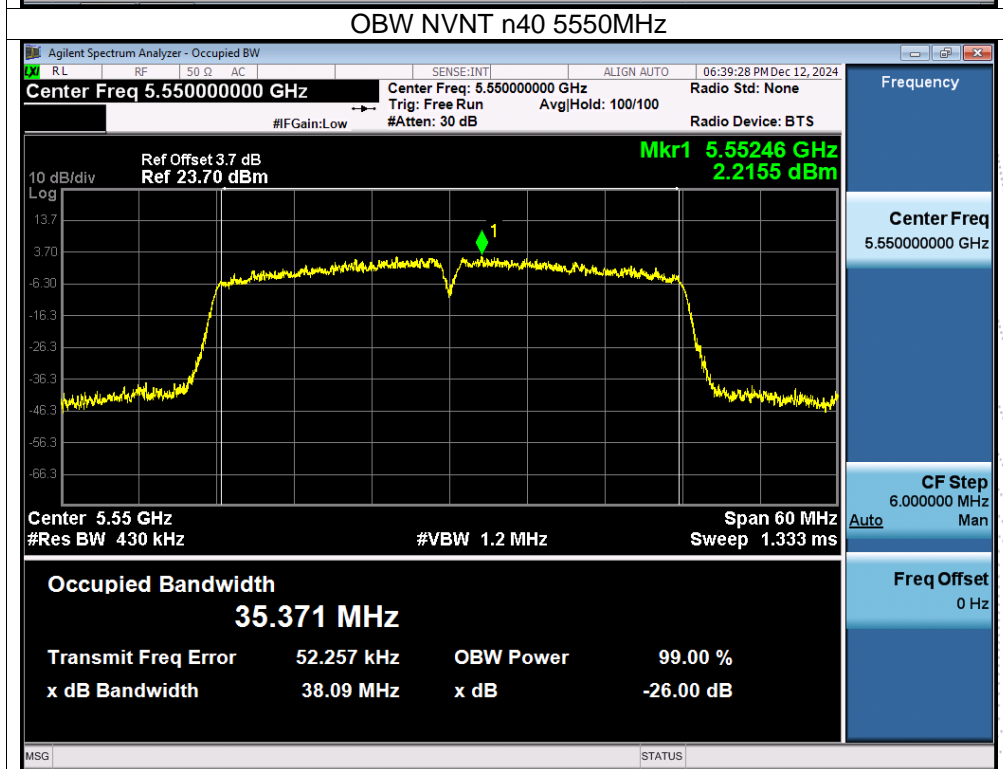 OBW NVNT n40 5550MHz
Agilent Spectrum Analyzer - Occupied BW
LXI RL RF 50 Ω AC SENSE:INT ALIGN AUTO 06:39:28 PM Dec 12, 2024
Center Freq 5.550000000 GHz
Center Freq: 5.550000000 GHz Radio Std: None
Trig: Free Run Avg|Hold: 100/100
#IFGain:Low #Atten: 30 dB Radio Device: BTS
Mkr1 5.55246 GHz
2.2155 dBm
Ref Offset 3.7 dB
10 dB/div Ref 23.70 dBm
Log
13.7
3.70
-6.30
-16.3
-26.3
-36.3
-46.3
-56.3
-66.3
1
Center 5.55 GHz Span 60 MHz
#Res BW 430 kHz #VBW 1.2 MHz Sweep 1.333 ms
Occupied Bandwidth
35.371 MHz
Transmit Freq Error 52.257 kHz OBW Power 99.00 %
x dB Bandwidth 38.09 MHz x dB -26.00 dB
MSG STATUS
Frequency
Center Freq
5.550000000 GHz
CF Step
6.000000 MHz
Auto Man
Freq Offset
0 Hz